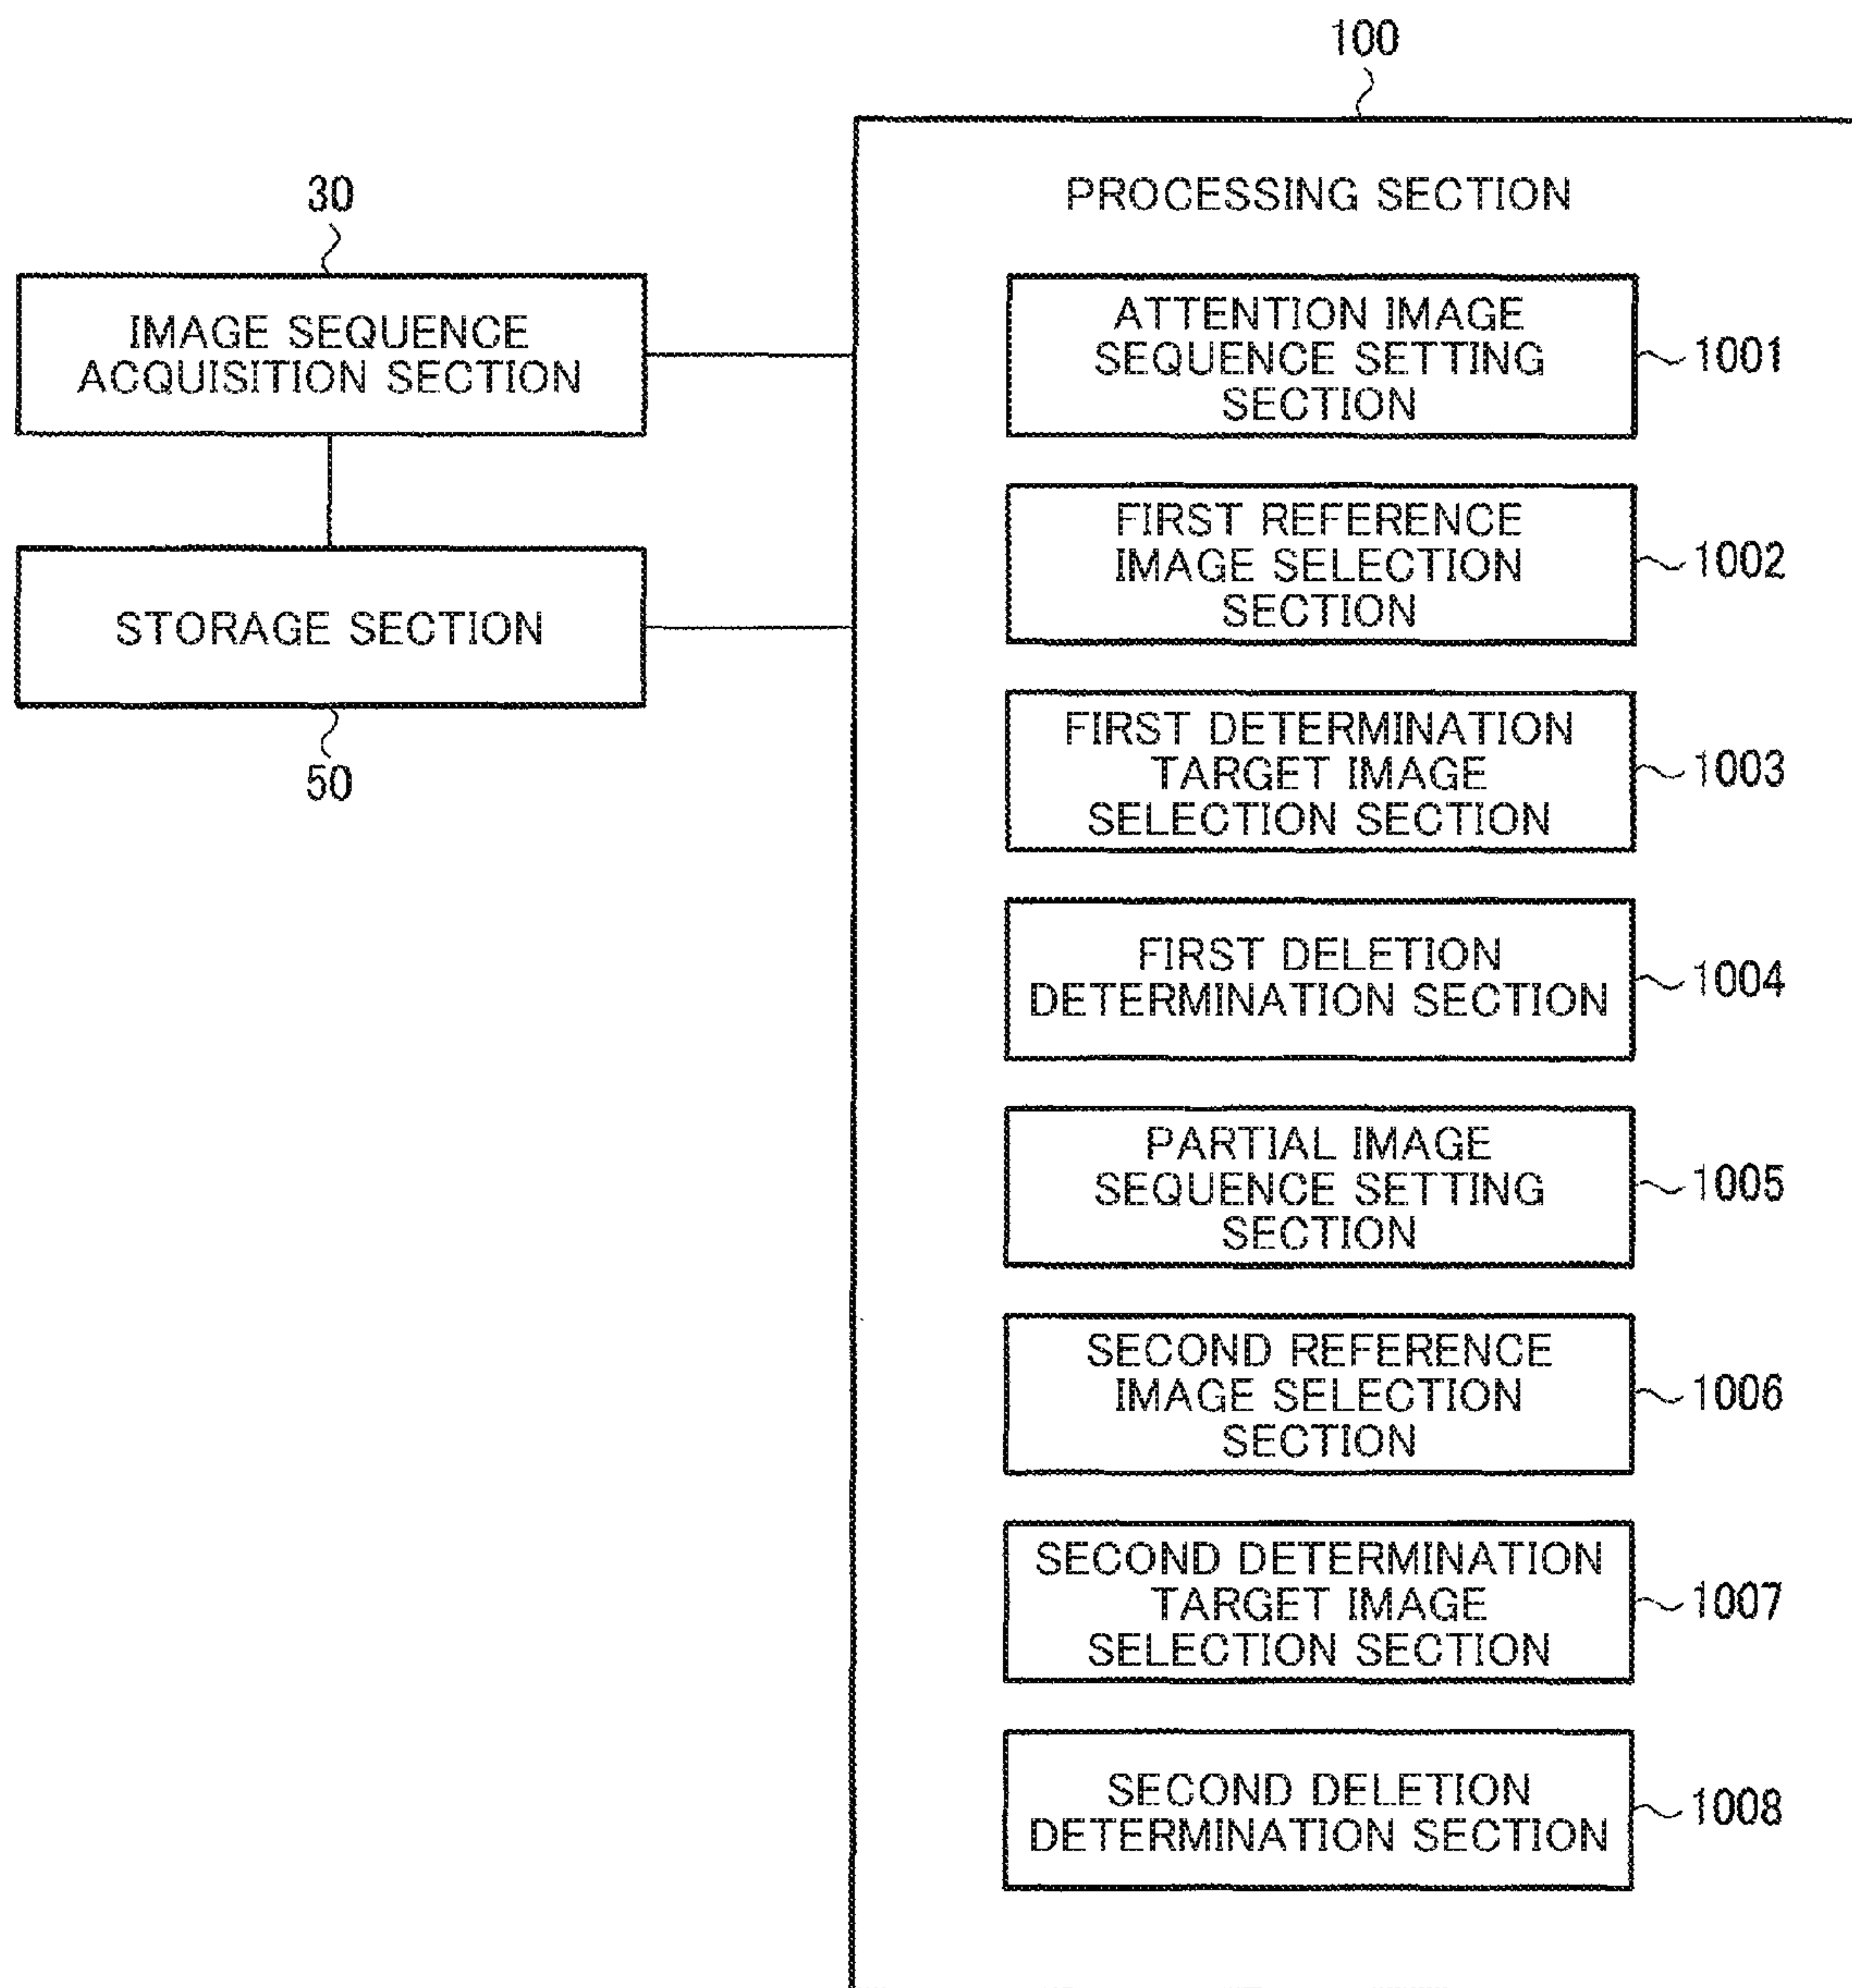 100
PROCESSING SECTION
30
IMAGE SEQUENCE
ACQUISITION SECTION
STORAGE SECTION
50
ATTENTION IMAGE
SEQUENCE SETTING
SECTION
1001
FIRST REFERENCE
IMAGE SELECTION
SECTION
1002
FIRST DETERMINATION
TARGET IMAGE
SELECTION SECTION
1003
FIRST DELETION
DETERMINATION SECTION
1004
PARTIAL IMAGE
SEQUENCE SETTING
SECTION
1005
SECOND REFERENCE
IMAGE SELECTION
SECTION
1006
SECOND DETERMINATION
TARGET IMAGE
SELECTION SECTION
1007
SECOND DELETION
DETERMINATION SECTION
1008